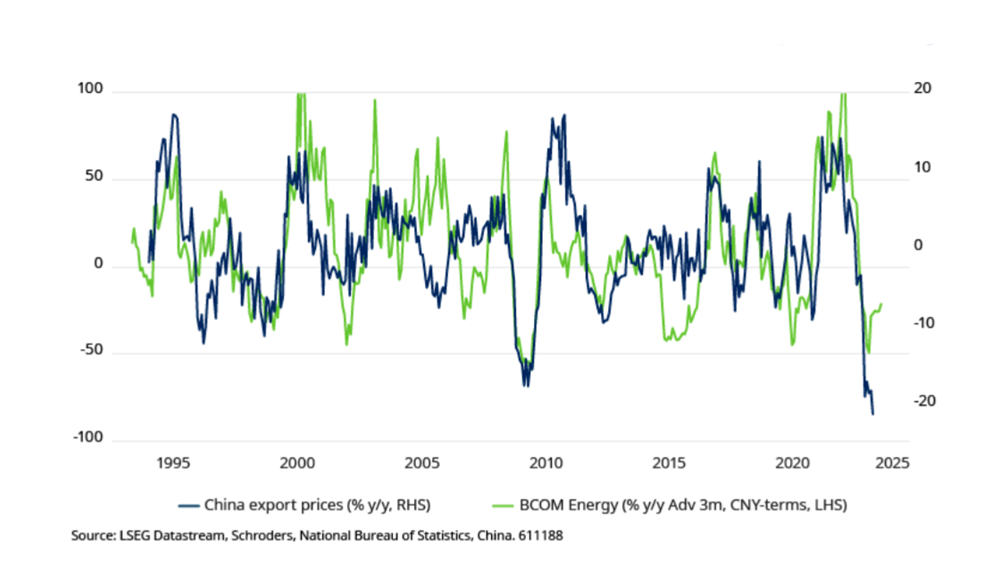 100 20
50 10
0 0
-50 -10
-100 -20
1995 2000 2005 2010 2015 2020 2025
China export prices (% y/y, RHS) BCOM Energy (% y/y Adv 3m, CNY-terms, LHS)
Source: LSEG Datastream, Schroders, National Bureau of Statistics, China. 611188